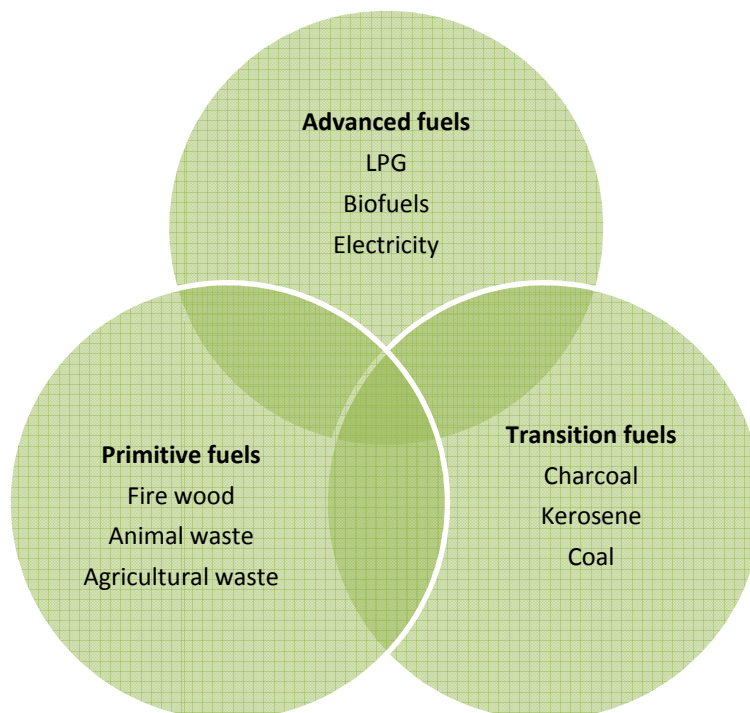 Advanced fuels
LPG
Biofuels
Electricity
Primitive fuels
Fire wood
Animal waste
Agricultural waste
Transition fuels
Charcoal
Kerosene
Coal